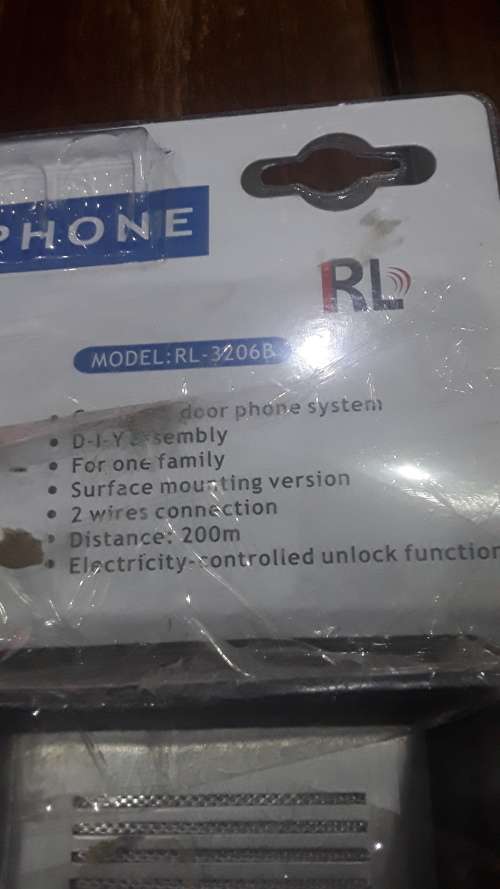 PHONE
RL
MODEL:RL-3206B
door phone system
• D-I-Y assembly
• For one family
• Surface mounting version
• 2 wires connection
• Distance: 200m
• Electricity-controlled unlock function